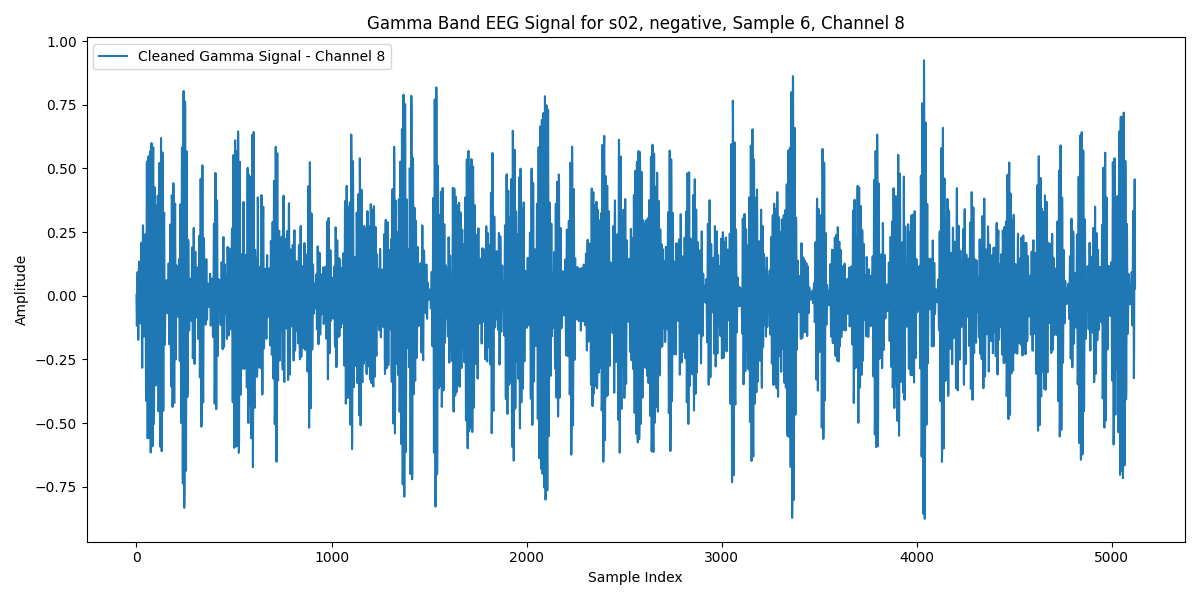 Gamma Band EEG Signal for s02, negative, Sample 6, Channel 8
Cleaned Gamma Signal - Channel 8
1.00
0.75
0.50
0.25
0.00
−0.25
−0.50
−0.75
Amplitude
0 1000 2000 3000 4000 5000
Sample Index